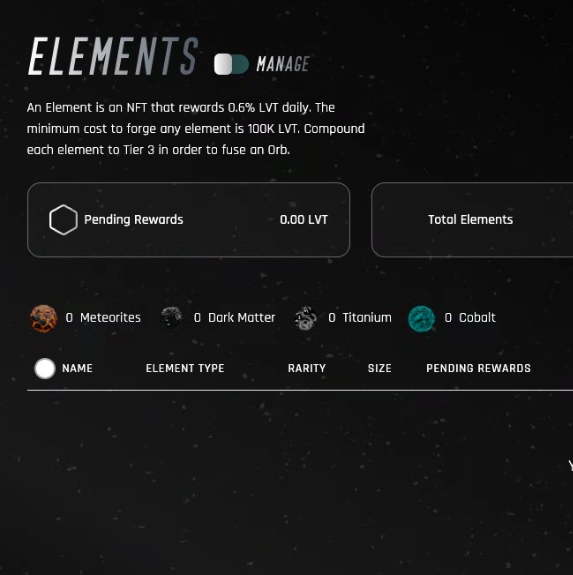 ELEMENTS MANAGE
An Element is an NFT that rewards 0.6% LVT daily. The
minimum cost to forge any element is 100K LVT. Compound
each element to Tier 3 in order to fuse an Orb.
Pending Rewards 0.00 LVT Total Elements
0 Meteorites 0 Dark Matter 0 Titanium 0 Cobalt
NAME ELEMENT TYPE RARITY SIZE PENDING REWARDS